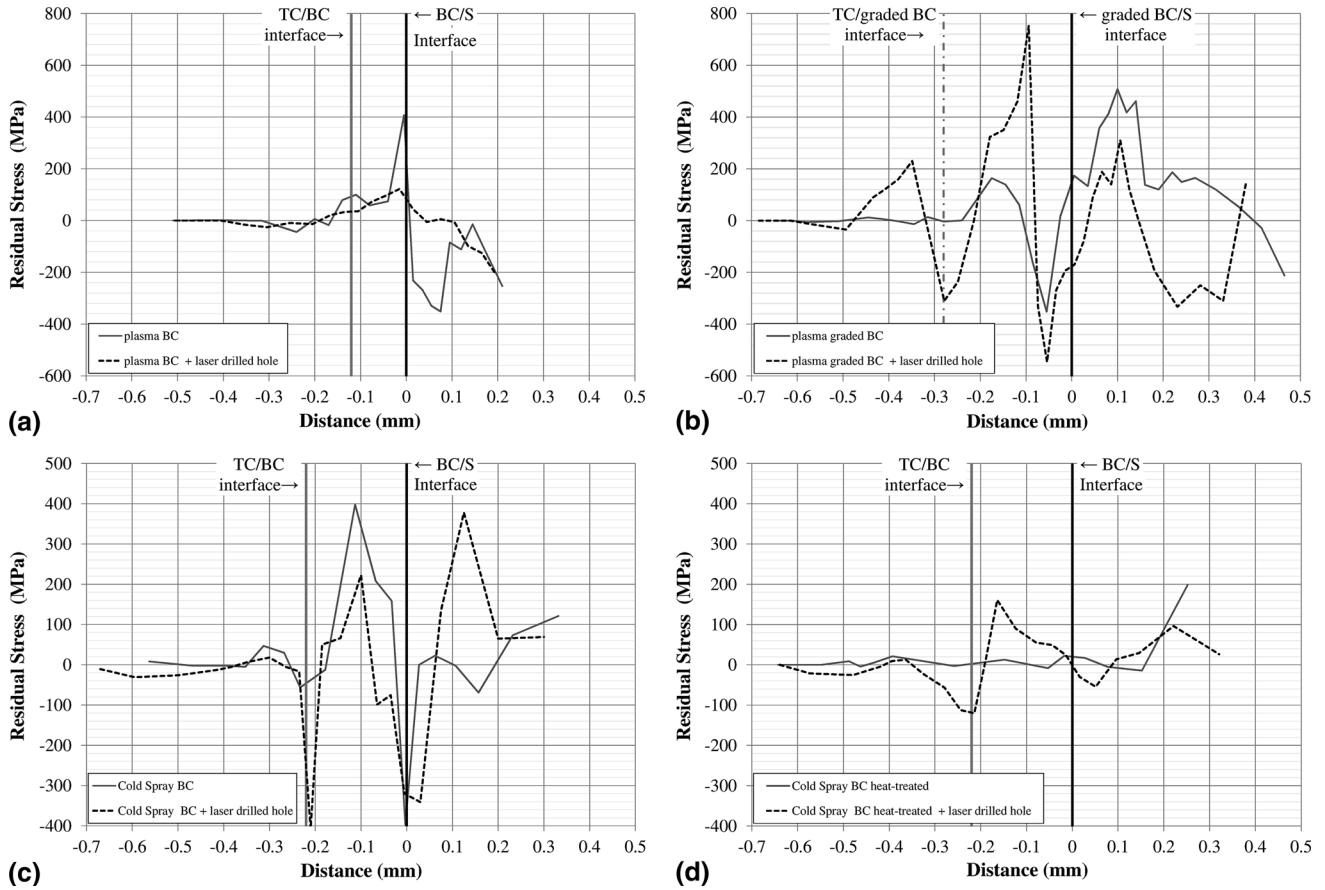 TC/BC
interface→
← BC/S
Interface
800
600
400
200
0
-200
-400
-600
Residual Stress (MPa)
plasma BC
plasma BC + laser drilled hole
-0.7 -0.6 -0.5 -0.4 -0.3 -0.2 -0.1 0 0.1 0.2 0.3 0.4 0.5
Distance (mm)
(a)
TC/graded BC
interface→
← graded BC/S
interface
800
600
400
200
0
-200
-400
-600
Residual Stress (MPa)
plasma graded BC
plasma graded BC + laser drilled hole
-0.7 -0.6 -0.5 -0.4 -0.3 -0.2 -0.1 0 0.1 0.2 0.3 0.4 0.5
Distance (mm)
(b)
TC/BC
interface→
← BC/S
Interface
500
400
300
200
100
0
-100
-200
-300
-400
Residual Stress (MPa)
Cold Spray BC
Cold Spray BC + laser drilled hole
-0.7 -0.6 -0.5 -0.4 -0.3 -0.2 -0.1 0 0.1 0.2 0.3 0.4 0.5
Distance (mm)
(c)
TC/BC
interface→
← BC/S
Interface
500
400
300
200
100
0
-100
-200
-300
-400
Residual Stress (MPa)
Cold Spray BC heat-treated
Cold Spray BC heat-treated + laser drilled hole
-0.7 -0.6 -0.5 -0.4 -0.3 -0.2 -0.1 0 0.1 0.2 0.3 0.4 0.5
Distance (mm)
(d)